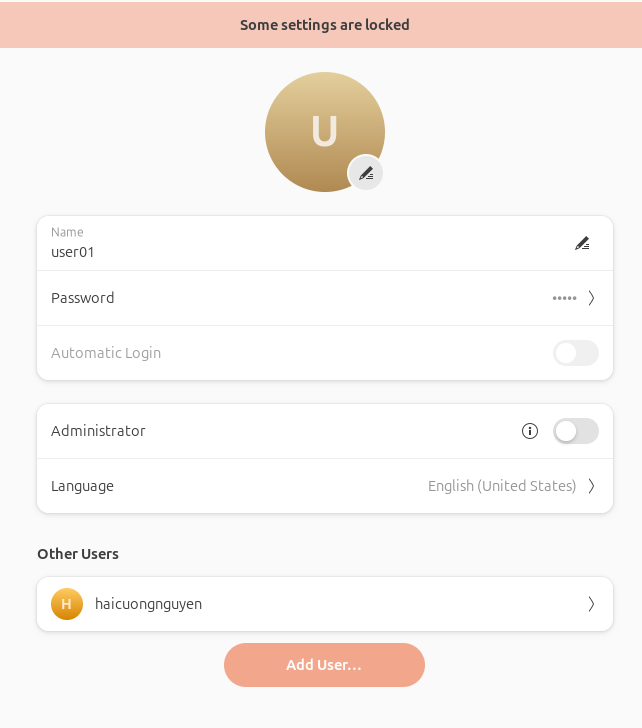 Some settings are locked
U
Name
user01
Password •••••
Automatic Login
Administrator
Language English (United States)
Other Users
H haicuongnguyen
Add User...